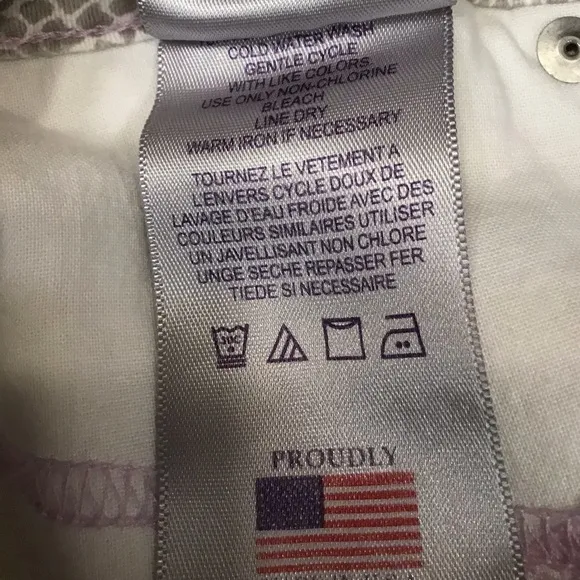 COLD WATER WASH
GENTLE CYCLE
WITH LIKE COLORS
USE ONLY NON-CHLORINE
BLEACH
LINE DRY
WARM IRON IF NECESSARY
TOURNEZ LE VETEMENT A
LENVERS CYCLE DOUX DE
LAVAGE D'EAU FROIDE AVEC DES
COULEURS SIMILAIRES UTILISER
UN JAVELLISANT NON CHLORE
UNGE SECHE REPASSER FER
TIEDE SI NECESSAIRE
30C
PROUDLY